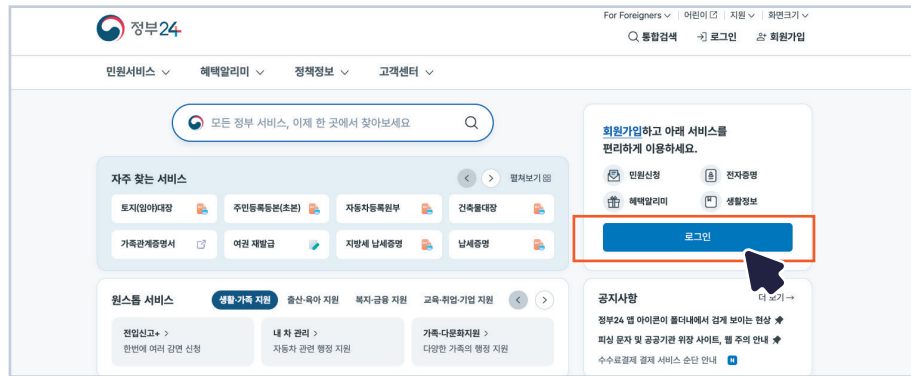 For Foreigners 어린이 지원 화면크기
정부24
통합검색 로그인 회원가입
민원서비스 혜택알리미 정책정보 고객센터
모든 정부 서비스, 이제 한 곳에서 찾아보세요
회원가입하고 아래 서비스를
편리하게 이용하세요.
민원신청 전자증명
혜택알리미 생활정보
로그인
자주 찾는 서비스 펼쳐보기
토지(임야)대장 주민등록등본(초본) 자동차등록원부 건축물대장
가족관계증명서 여권 재발급 지방세 납세증명 납세증명
원스톱 서비스 생활·가족 지원 출산·육아 지원 복지·금융 지원 교육·취업·기업 지원
전입신고+ 내 차 관리 가족·다문화지원
한번에 여러 감면 신청 자동차 관련 행정 지원 다양한 가족의 행정 지원
공지사항 더 보기
정부24 앱 아이콘이 폴더내에서 검게 보이는 현상
피싱 문자 및 공공기관 위장 사이트, 웹 주의 안내
수수료결제 결제 서비스 순단 안내 N